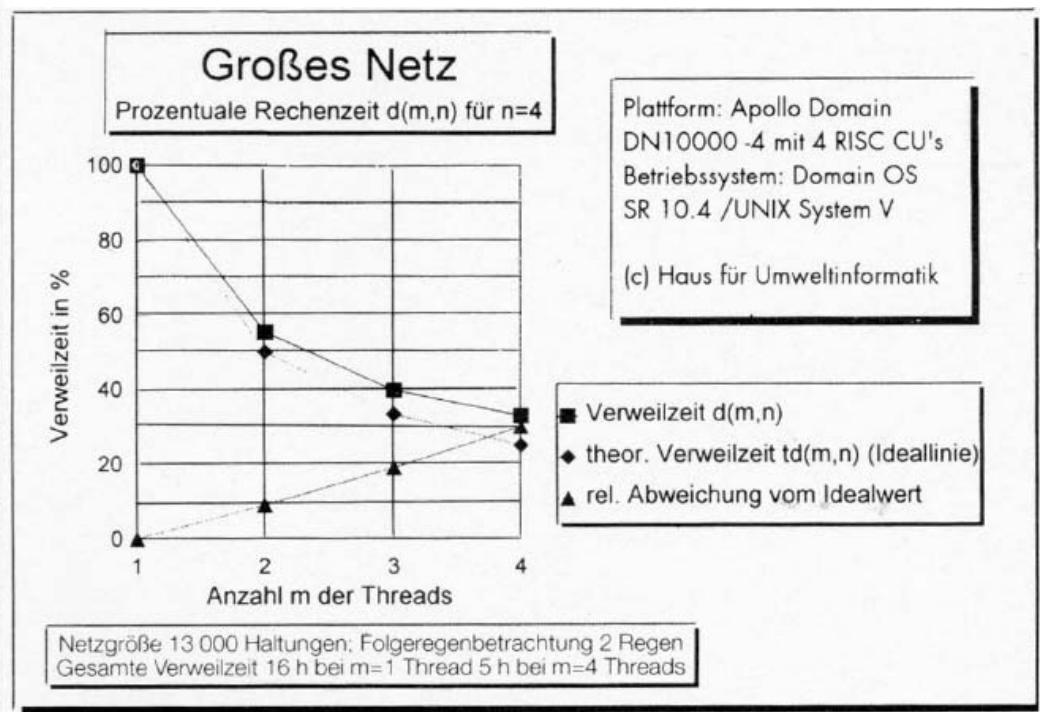 Großes Netz
Prozentuale Rechenzeit d(m,n) für n=4
Plattform: Apollo Domain
DN10000 -4 mit 4 RISC CU's
Betriebssystem: Domain OS
SR 10.4 /UNIX System V
(c) Haus für Umweltinformatik
Verweilzeit in %
100
80
60
40
20
0
1 2 3 4
Anzahl m der Threads
Verweilzeit d(m,n)
theor. Verweilzeit td(m,n) (Ideallinie)
rel. Abweichung vom Idealwert
Netzgröße 13 000 Haltungen; Folgeregenbetrachtung 2 Regen
Gesamte Verweilzeit 16 h bei m=1 Thread 5 h bei m=4 Threads